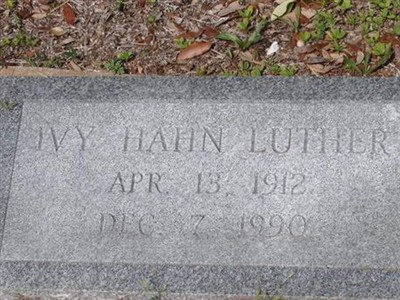 IVY HAHN LUTHER
APR. 13, 1912
DEC. 7, 1990